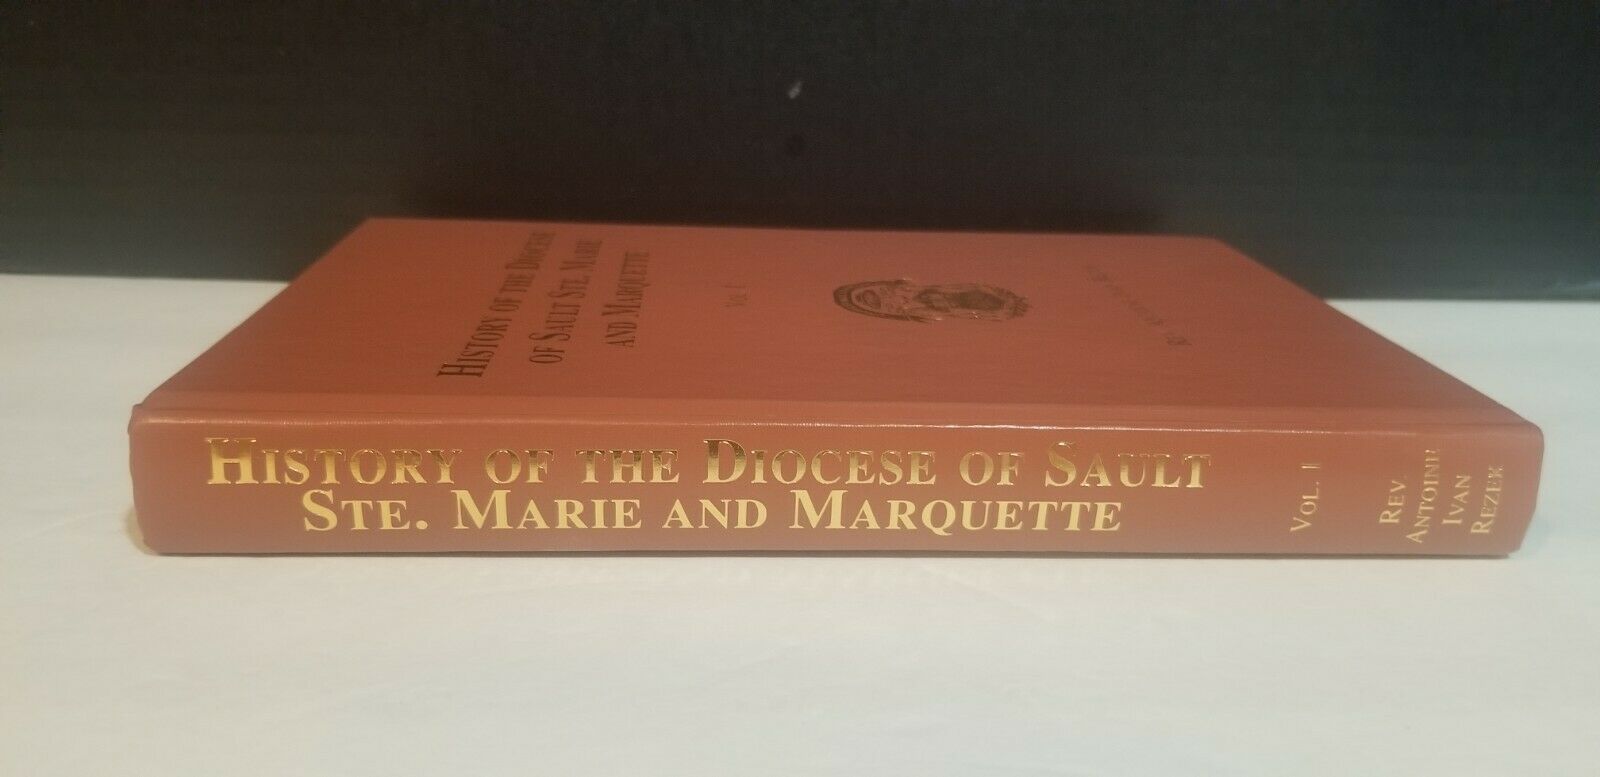 HISTORY OF THE DIOCESE
OF SAULT STE. MARIE
AND MARQUETTE
VOL. I
HISTORY OF THE DIOCESE OF SAULT
STE. MARIE AND MARQUETTE
VOL. I
REV.
ANTOINE
IVAN
REZEK